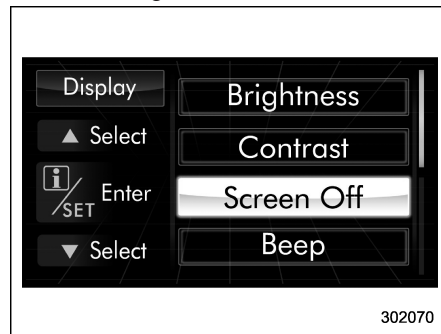 Display
▲ Select
i/SET Enter
▼ Select
Brightness
Contrast
Screen Off
Beep
302070